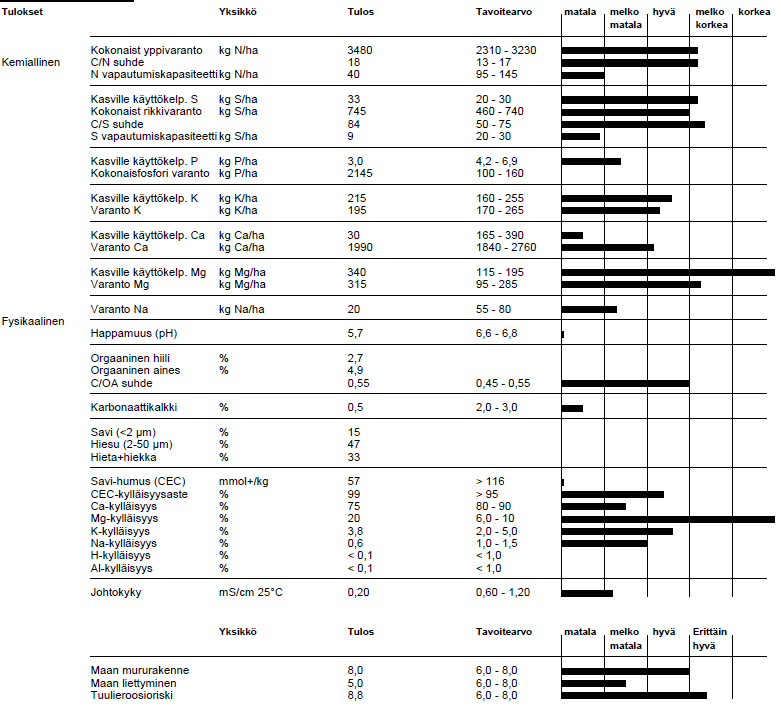 Tulokset Yksikkö Tulos Tavoitearvo matala melko matala hyvä melko korkea korkea
Kemiallinen
Kokonaist yppivaranto kg N/ha 3480 2310 - 3230
C/N suhde 18 13 - 17
N vapautumiskapasiteetti kg N/ha 40 95 - 145
Kasville käyttökelp. S kg S/ha 33 20 - 30
Kokonaist rikkivaranto kg S/ha 745 460 - 740
C/S suhde 84 50 - 75
S vapautumiskapasiteetti kg S/ha 9 20 - 30
Kasville käyttökelp. P kg P/ha 3,0 4,2 - 6,9
Kokonaisfosfori varanto kg P/ha 2145 100 - 160
Kasville käyttökelp. K kg K/ha 215 160 - 255
Varanto K kg K/ha 195 170 - 265
Kasville käyttökelp. Ca kg Ca/ha 30 165 - 390
Varanto Ca kg Ca/ha 1990 1840 - 2760
Kasville käyttökelp. Mg kg Mg/ha 340 115 - 195
Varanto Mg kg Mg/ha 315 95 - 285
Varanto Na kg Na/ha 20 55 - 80
Fysikaalinen
Happamuus (pH) 5,7 6,6 - 6,8
Orgaaninen hiili % 2,7
Orgaaninen aines % 4,9
C/OA suhde 0,55 0,45 - 0,55
Karbonaattikalkki % 0,5 2,0 - 3,0
Savi (<2 µm) % 15
Hiesu (2-50 µm) % 47
Hieta+hiekka % 33
Savi-humus (CEC) mmol+/kg 57 > 116
CEC-kylläisyysaste % 99 > 95
Ca-kylläisyys % 75 80 - 90
Mg-kylläisyys % 20 6,0 - 10
K-kylläisyys % 3,8 2,0 - 5,0
Na-kylläisyys % 0,6 1,0 - 1,5
H-kylläisyys % < 0,1 < 1,0
Al-kylläisyys % < 0,1 < 1,0
Johtokyky mS/cm 25°C 0,20 0,60 - 1,20
Yksikkö Tulos Tavoitearvo matala melko matala hyvä Erittäin hyvä
Maan mururakenne 8,0 6,0 - 8,0
Maan liettyminen 5,0 6,0 - 8,0
Tuulieroosioriski 8,8 6,0 - 8,0